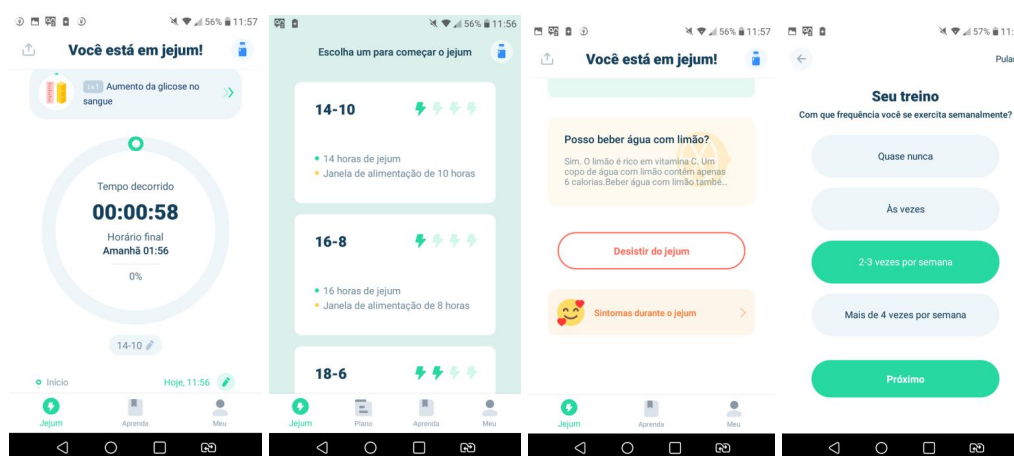 56% 11:57
Você está em jejum!
1x1 Aumento da glicose no
sangue
Tempo decorrido
00:00:58
Horário final
Amanhã 01:56
0%
14-10
Início
Hoje, 11:56
Jejum
Aprenda
Meu
56% 11:56
Escolha um para começar o jejum
14-10
14 horas de jejum
Janela de alimentação de 10 horas
16-8
16 horas de jejum
Janela de alimentação de 8 horas
18-6
Jejum
Plano
Aprenda
Meu
56% 11:57
Você está em jejum!
Posso beber água com limão?
Sim. O limão é rico em vitamina C. Um
copo de água com limão contém apenas
6 calorias.Beber água com limão també...
Desistir do jejum
Sintomas durante o jejum
Jejum
Aprenda
Meu
57% 11:
Pular
Seu treino
Com que frequência você se exercita semanalmente?
Quase nunca
Às vezes
2-3 vezes por semana
Mais de 4 vezes por semana
Próximo